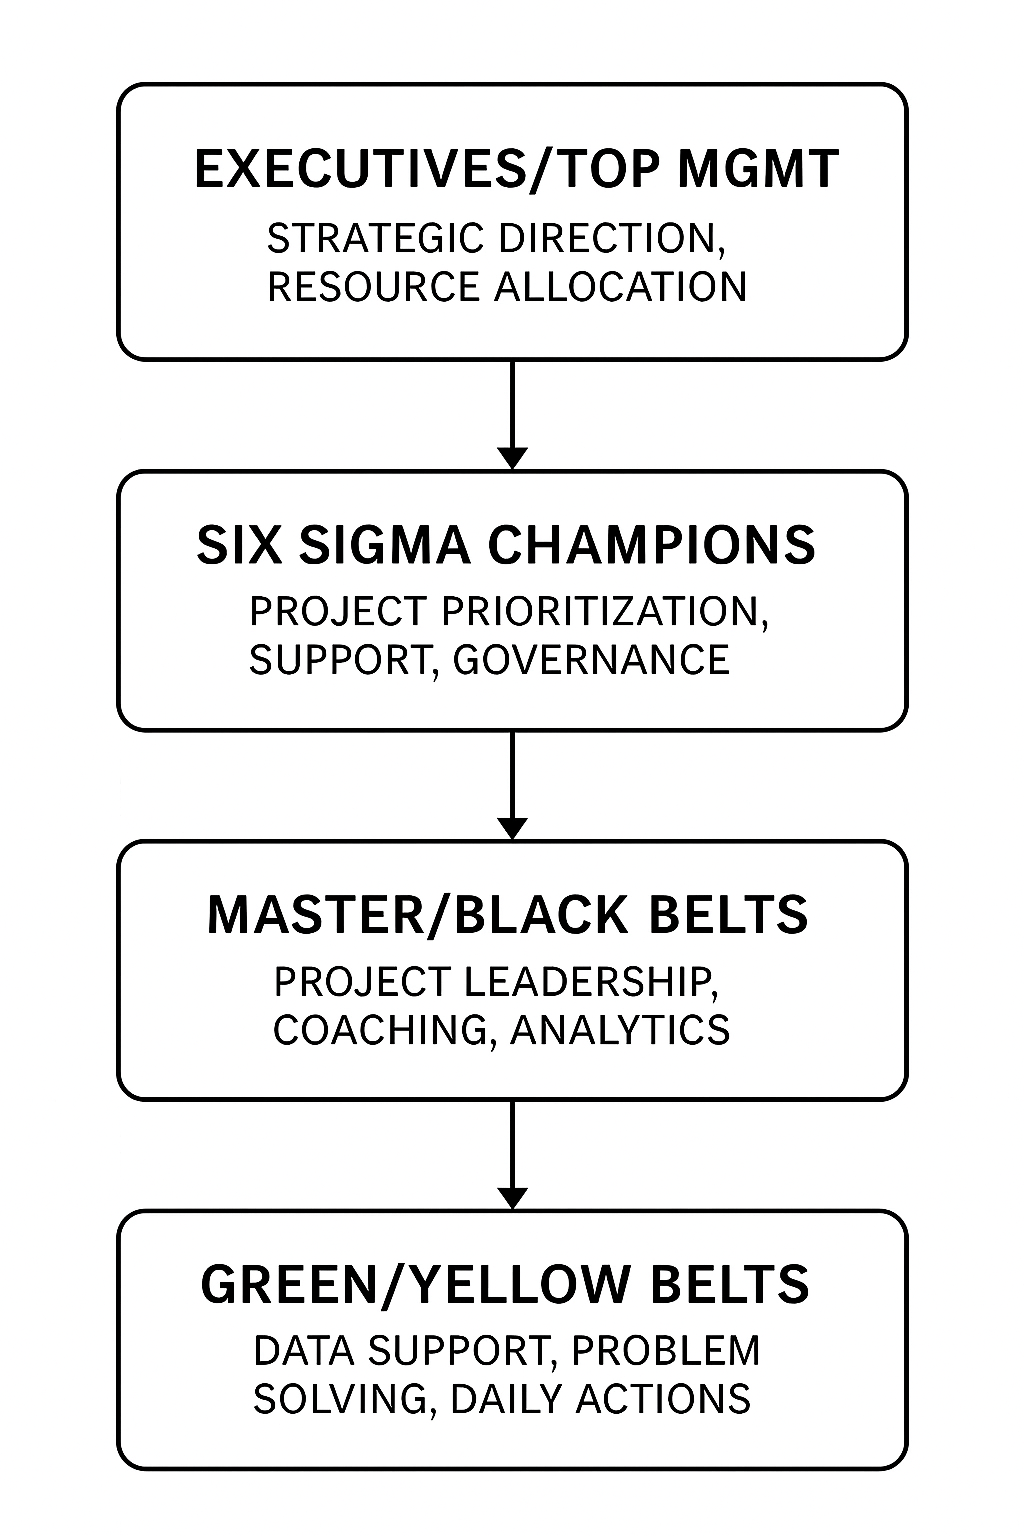 EXECUTIVES/TOP MGMT
STRATEGIC DIRECTION,
RESOURCE ALLOCATION
SIX SIGMA CHAMPIONS
PROJECT PRIORITIZATION,
SUPPORT, GOVERNANCE
MASTER/BLACK BELTS
PROJECT LEADERSHIP,
COACHING, ANALYTICS
GREEN/YELLOW BELTS
DATA SUPPORT, PROBLEM
SOLVING, DAILY ACTIONS